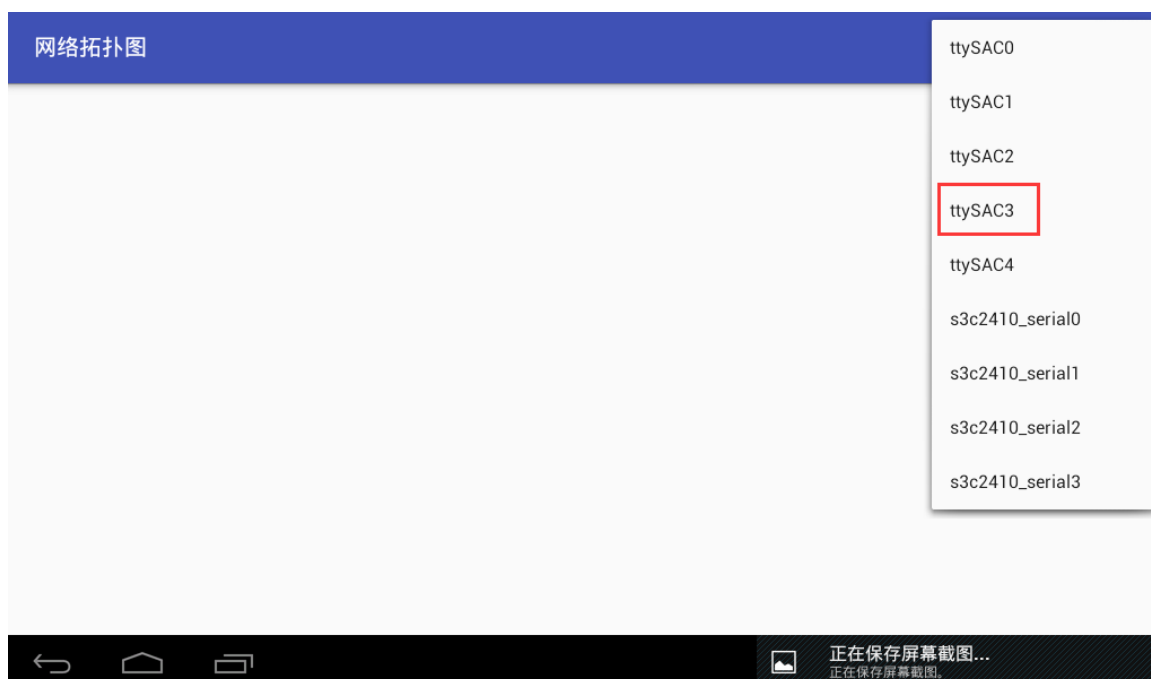 网络拓扑图
ttySAC0
ttySAC1
ttySAC2
ttySAC3
ttySAC4
s3c2410_serial0
s3c2410_serial1
s3c2410_serial2
s3c2410_serial3
正在保存屏幕截图...
正在保存屏幕截图。